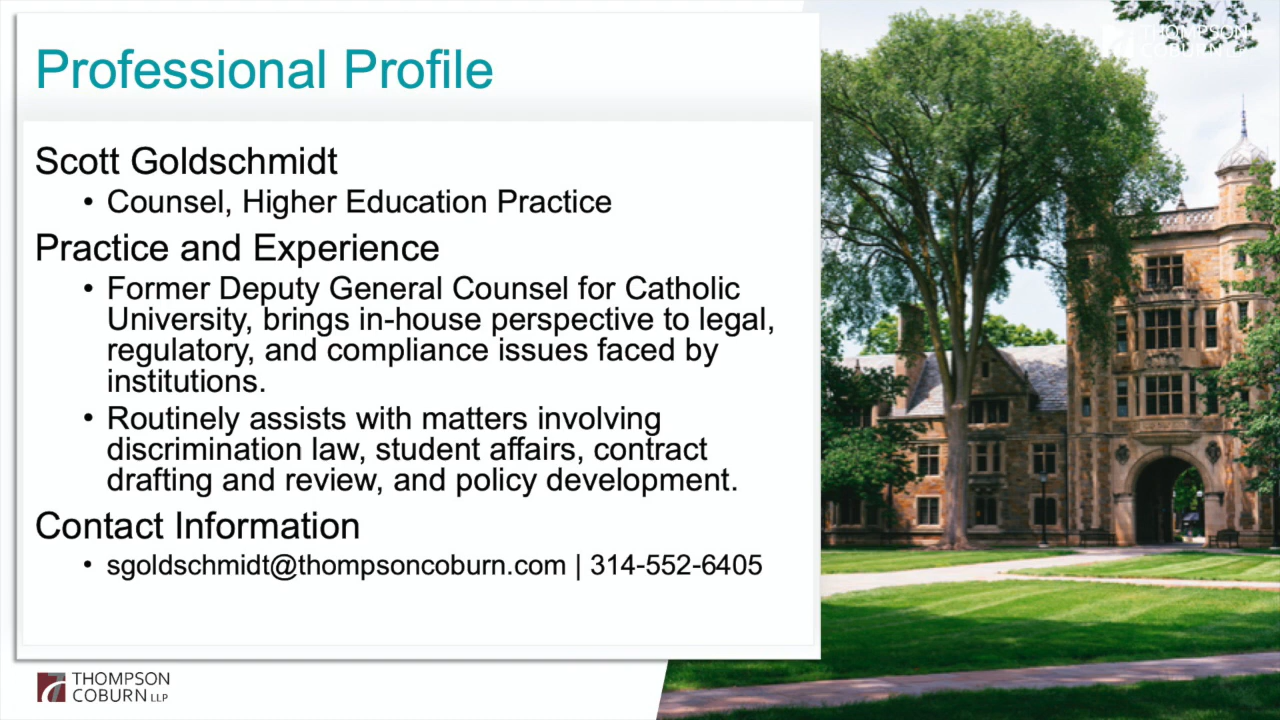 Professional Profile
Scott Goldschmidt
• Counsel, Higher Education Practice
Practice and Experience
• Former Deputy General Counsel for Catholic
University, brings in-house perspective to legal,
regulatory, and compliance issues faced by
institutions.
• Routinely assists with matters involving
discrimination law, student affairs, contract
drafting and review, and policy development.
Contact Information
• sgoldschmidt@thompsoncoburn.com | 314-552-6405
THOMPSON
COBURN LLP
THOMPSON
COBURN LLP